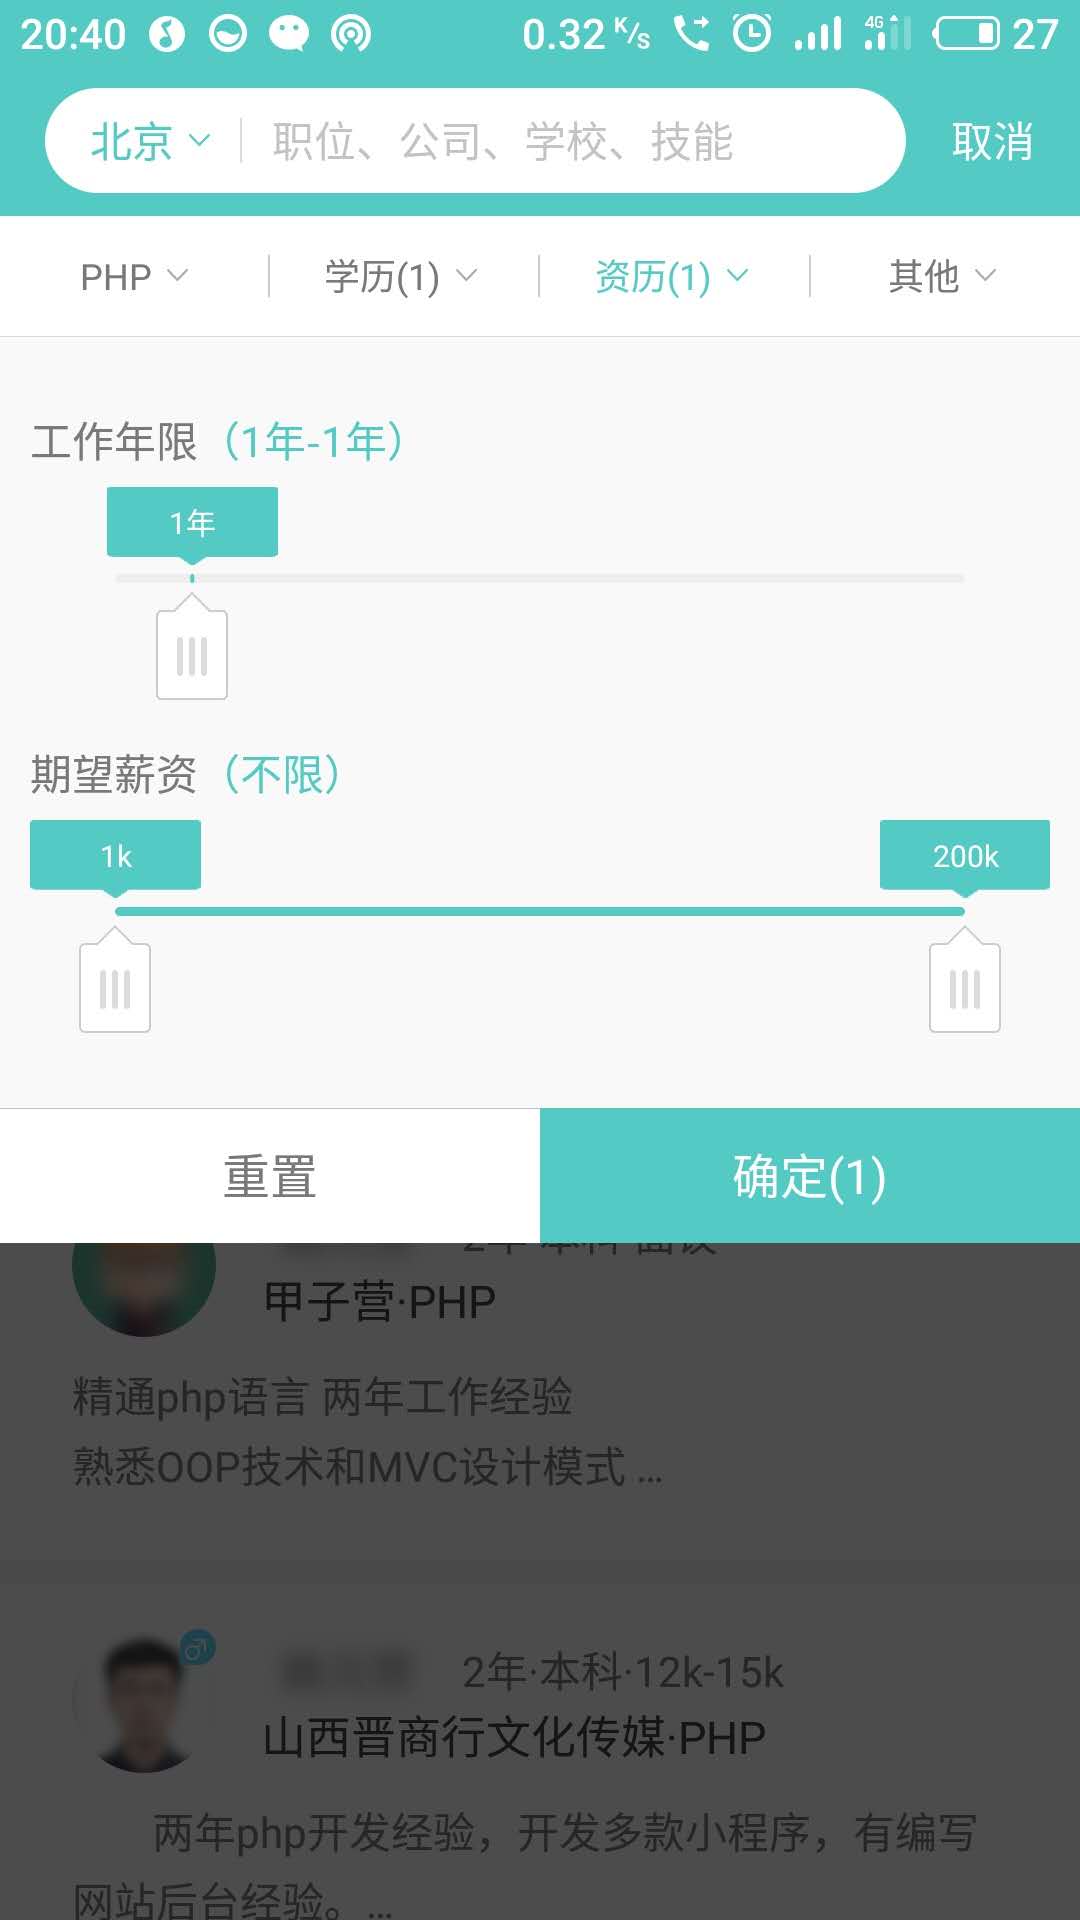 20:40 0.32 K/s 4G 27
北京 职位、公司、学校、技能 取消
PHP 学历(1) 资历(1) 其他
工作年限（1年-1年）
1年
期望薪资（不限）
1k 200k
重置 确定(1)
2年·本科·面议
甲子营·PHP
精通php语言 两年工作经验
熟悉OOP技术和MVC设计模式 ...
2年·本科·12k-15k
山西晋商行文化传媒·PHP
两年php开发经验，开发多款小程序，有编写
网站后台经验。...